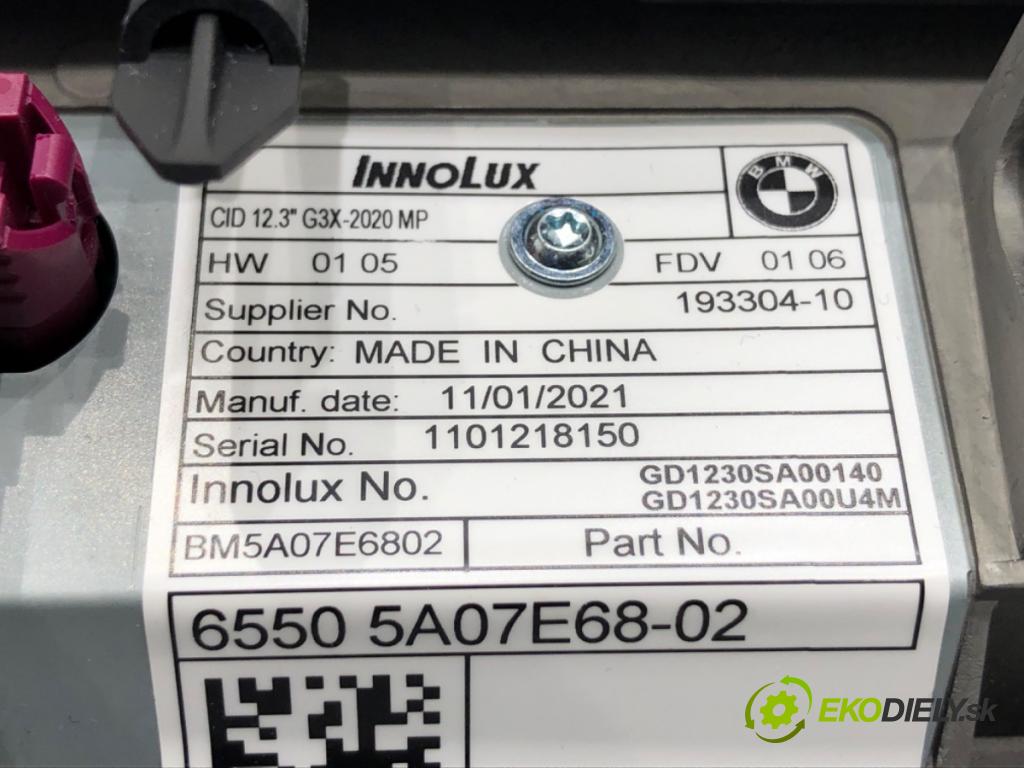 INNOLUX
BMW
CID 12.3" G3X-2020 MP
HW 01 05 FDV 01 06
Supplier No. 193304-10
Country: MADE IN CHINA
Manuf. date: 11/01/2021
Serial No. 1101218150
Innolux No. GD1230SA00140
GD1230SA00U4M
BM5A07E6802 Part No.
6550 5A07E68-02
EKODIELY.sk